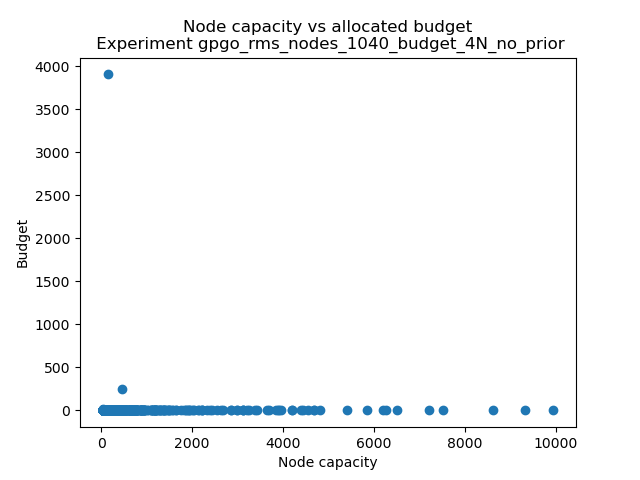 Node capacity vs allocated budget
Experiment gpgo_rms_nodes_1040_budget_4N_no_prior
4000
3500
3000
2500
2000
1500
1000
500
0
Budget
0 2000 4000 6000 8000 10000
Node capacity